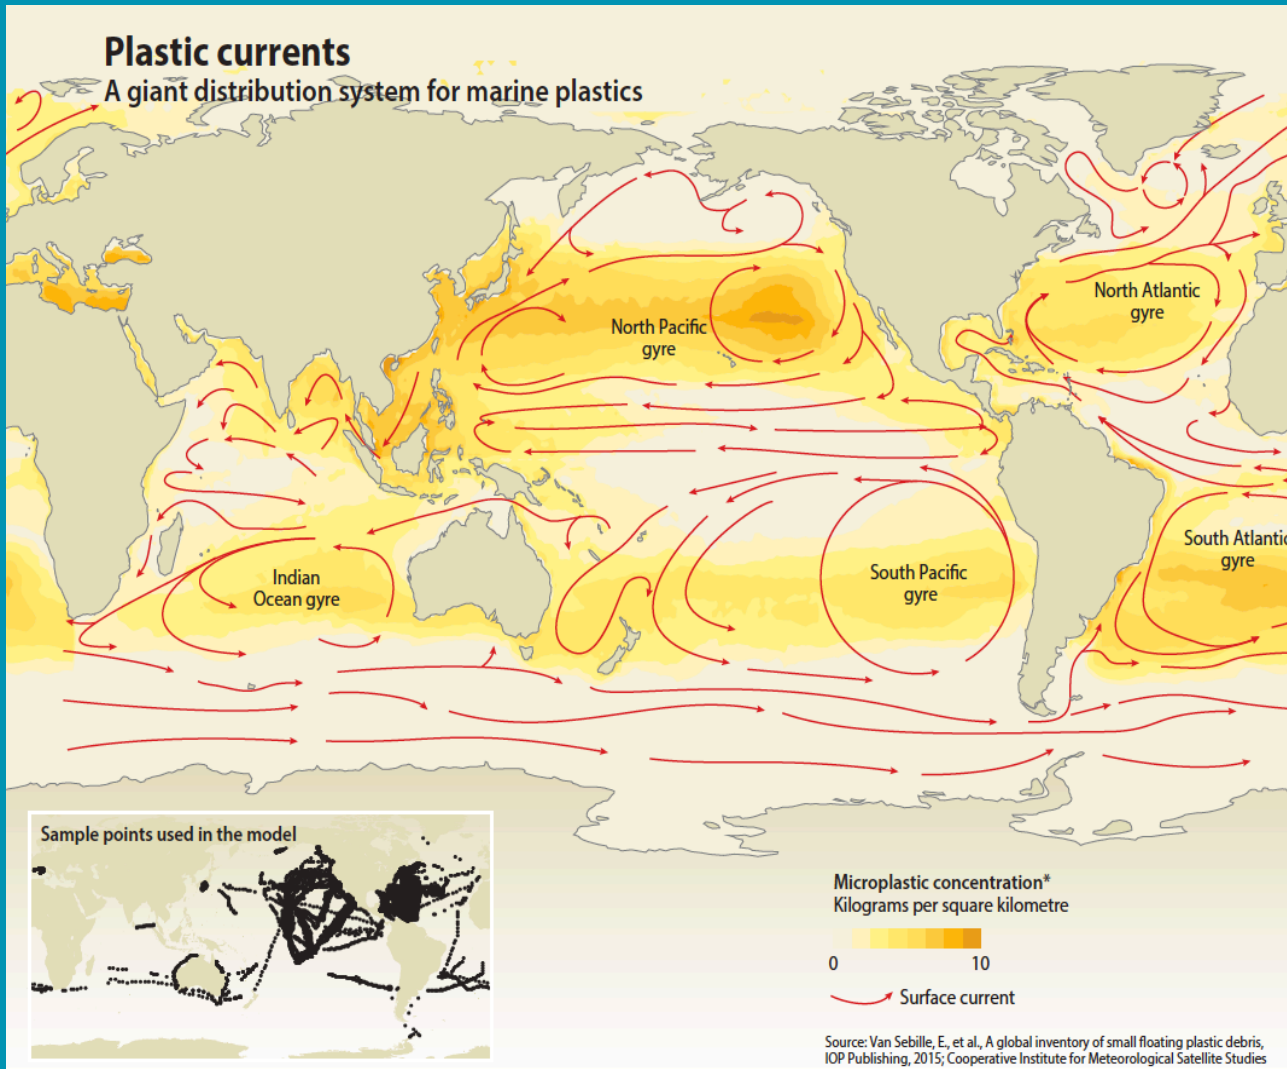 Plastic currents
A giant distribution system for marine plastics
North Atlantic
gyre
North Pacific
gyre
South Atlantic
gyre
South Pacific
gyre
Indian
Ocean gyre
Sample points used in the model
Microplastic concentration*
Kilograms per square kilometre
0 10
Surface current
Source: Van Sebille, E., et al., A global inventory of small floating plastic debris,
IOP Publishing, 2015; Cooperative Institute for Meteorological Satellite Studies